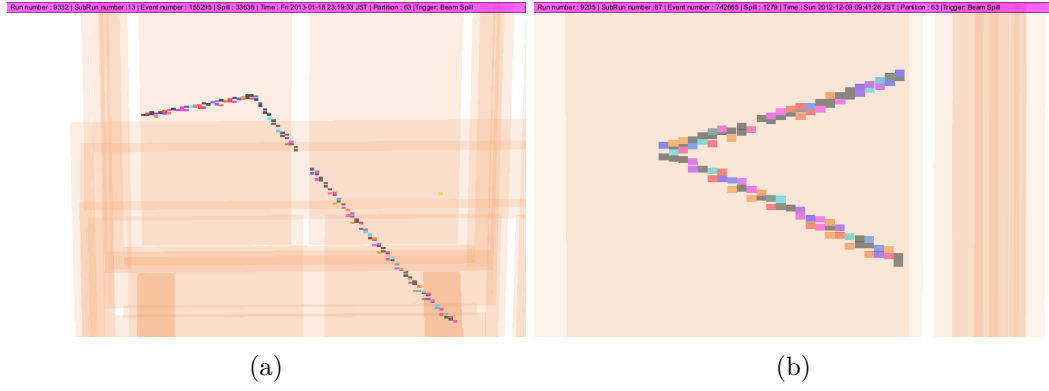 Run number : 9332 | SubRun number :13 | Event number : 155295 | Spill : 33636 | Time : Fri 2013-01-18 23:19:33 JST | Partition : 63 |Trigger: Beam Spill
Run number : 9205 | SubRun number :67 | Event number : 742665 | Spill : 1279 | Time : Sun 2012-12-09 09:41:26 JST | Partition : 63 |Trigger: Beam Spill
(a)
(b)